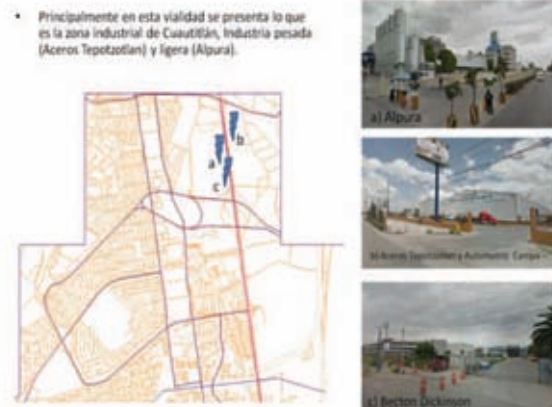 • Principalmente en esta vialidad se presenta lo que
es la zona industrial de Cuautitlán, Industria pesada
(Aceros Tepotzotlan) y ligera (Alpura).
a
b
c
a) Alpura
b) Aceros Tepotzotlan y Automotriz Campa
c) Becton Dickinson